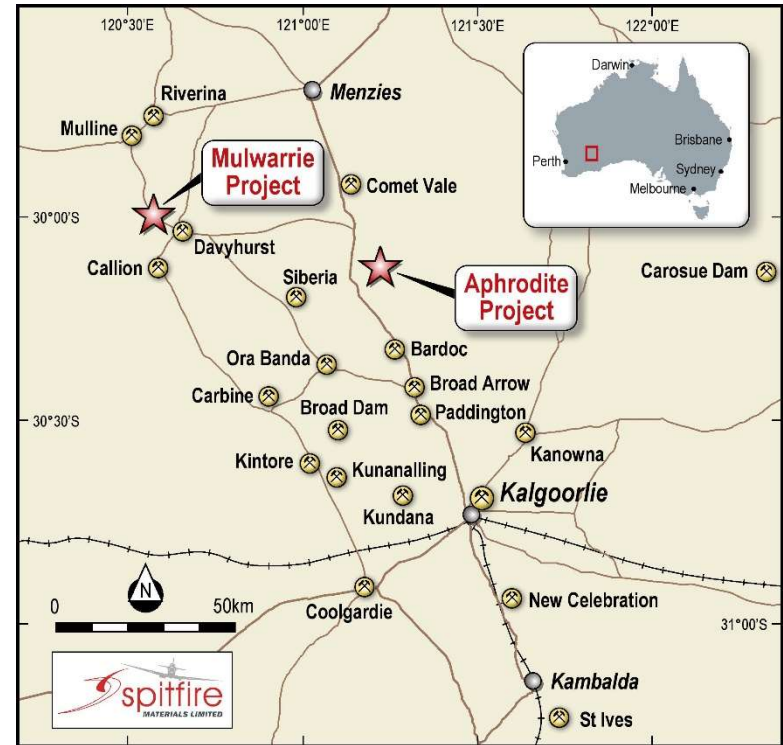 120°30'E
121°00'E
121°30'E
122°00'E
Darwin
Brisbane
Perth
Sydney
Melbourne
Riverina
Menzies
Mulline
Mulwarrie
Project
Comet Vale
30°00'S
Davyhurst
Callion
Siberia
Aphrodite
Project
Carosue Dam
Bardoc
Ora Banda
Broad Arrow
Carbine
Broad Dam
Paddington
30°30'S
Kanowna
Kintore
Kunanalling
Kalgoorlie
Kundana
N
0
50km
Coolgardie
New Celebration
31°00'S
spitfire
MATERIALS LIMITED
Kambalda
St Ives